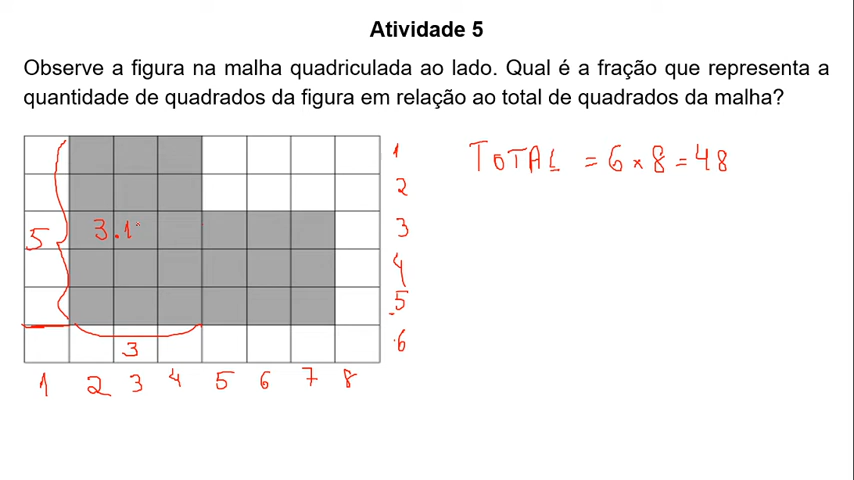 Atividade 5
Observe a figura na malha quadriculada ao lado. Qual é a fração que representa a
quantidade de quadrados da figura em relação ao total de quadrados da malha?
TOTAL = 6 × 8 = 48
1
2
3
4
5
6
5
3.1
3
1 2 3 4 5 6 7 8